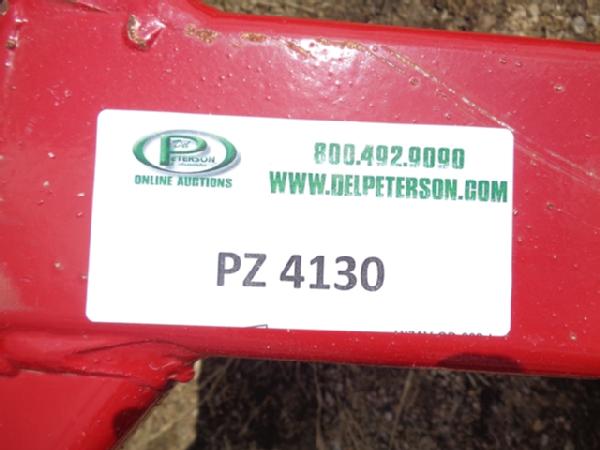 Del
PETERSON
ONLINE AUCTIONS
800.492.9090
WWW.DELPETERSON.COM
PZ 4130